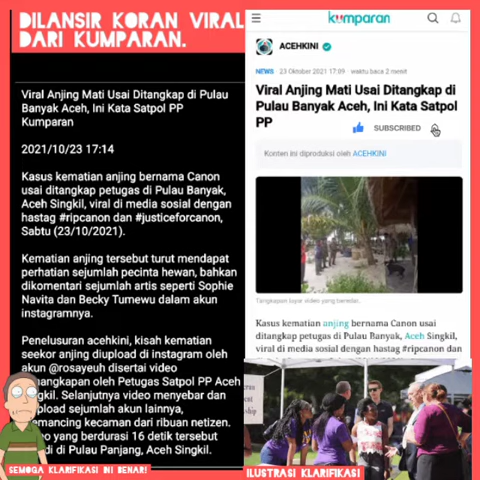 DILANSIR KORAN VIRAL
DARI KUMPARAN.
Viral Anjing Mati Usai Ditangkap di Pulau
Banyak Aceh, Ini Kata Satpol PP
Kumparan
2021/10/23 17:14
Kasus kematian anjing bernama Canon
usai ditangkap petugas di Pulau Banyak,
Aceh Singkil, viral di media sosial dengan
hastag #ripcanon dan #justiceforcanon,
Sabtu (23/10/2021).
Kematian anjing tersebut turut mendapat
perhatian sejumlah pecinta hewan, bahkan
dikomentari sejumlah artis seperti Sophie
Navita dan Becky Tumewu dalam akun
instagramnya.
Penelusuran acehkini, kisah kematian
seekor anjing diupload di instagram oleh
akun @rosayeuh disertai video
nangkapan oleh Petugas Satpol PP Aceh
gkil. Selanjutnya video menyebar dan
pload sejumlah akun lainnya,
emancing kecaman dari ribuan netizen.
yang berdurasi 16 detik tersebut
di di Pulau Panjang, Aceh Singkil.
SEMOGA KLARIFIKASI INI BENAR!
kumparan
ACEHKINI
NEWS · 23 Oktober 2021 17:09 · waktu baca 2 menit
Viral Anjing Mati Usai Ditangkap di
Pulau Banyak Aceh, Ini Kata Satpol
PP
SUBSCRIBED
Konten ini diproduksi oleh ACEHKINI
Tangkapan layar video yang beredar.
Kasus kematian anjing bernama Canon usai
ditangkap petugas di Pulau Banyak, Aceh Singkil,
viral di media sosial dengan hastag #ripcanon dan
ILUSTRASI KLARIFIKASI